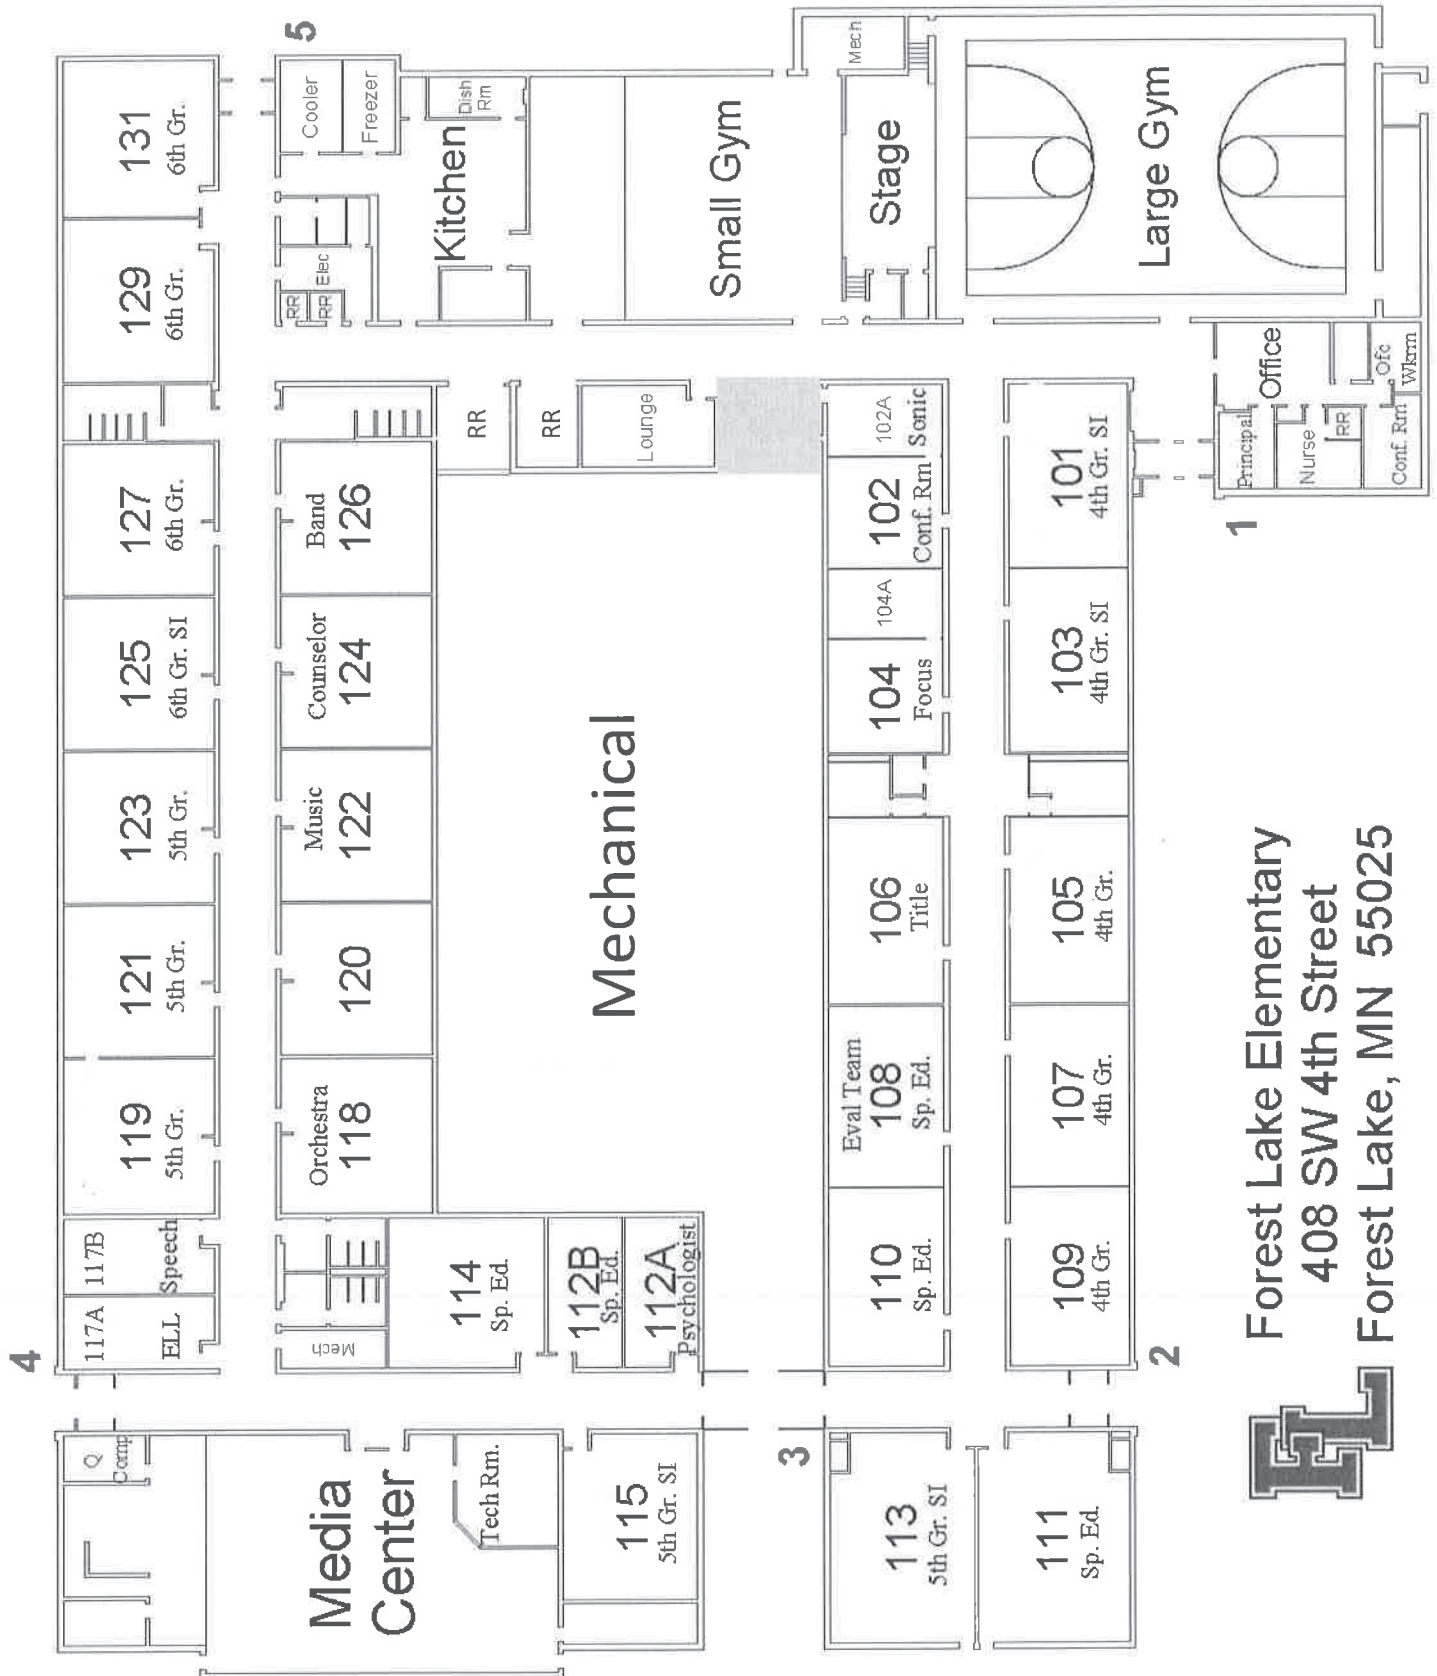 4
5
117A
ELL
117B
Speech
119
5th Gr.
121
5th Gr.
123
5th Gr.
125
6th Gr. SI
127
6th Gr.
129
6th Gr.
131
6th Gr.
Q
Comp
Media
Center
Tech Rm.
115
5th Gr. SI
Mech
114
Sp. Ed.
112B
Sp. Ed.
112A
Psychologist
Orchestra
118
120
Music
122
Counselor
124
Band
126
RR
RR
Elec
Cooler
Freezer
Dish
Rm
Kitchen
RR
RR
Lounge
Mechanical
Small Gym
Mech
Stage
Large Gym
3
113
5th Gr. SI
111
Sp. Ed.
110
Sp. Ed.
Eval Team
108
Sp. Ed.
106
Title
104
Focus
104A
102
Conf. Rm
102A
Sonic
109
4th Gr.
107
4th Gr.
105
4th Gr.
103
4th Gr. SI
101
4th Gr. SI
2
1
Principal
Nurse
RR
Conf. Rm
Office
Ofc
Wkrm
FL
Forest Lake Elementary
408 SW 4th Street
Forest Lake, MN 55025